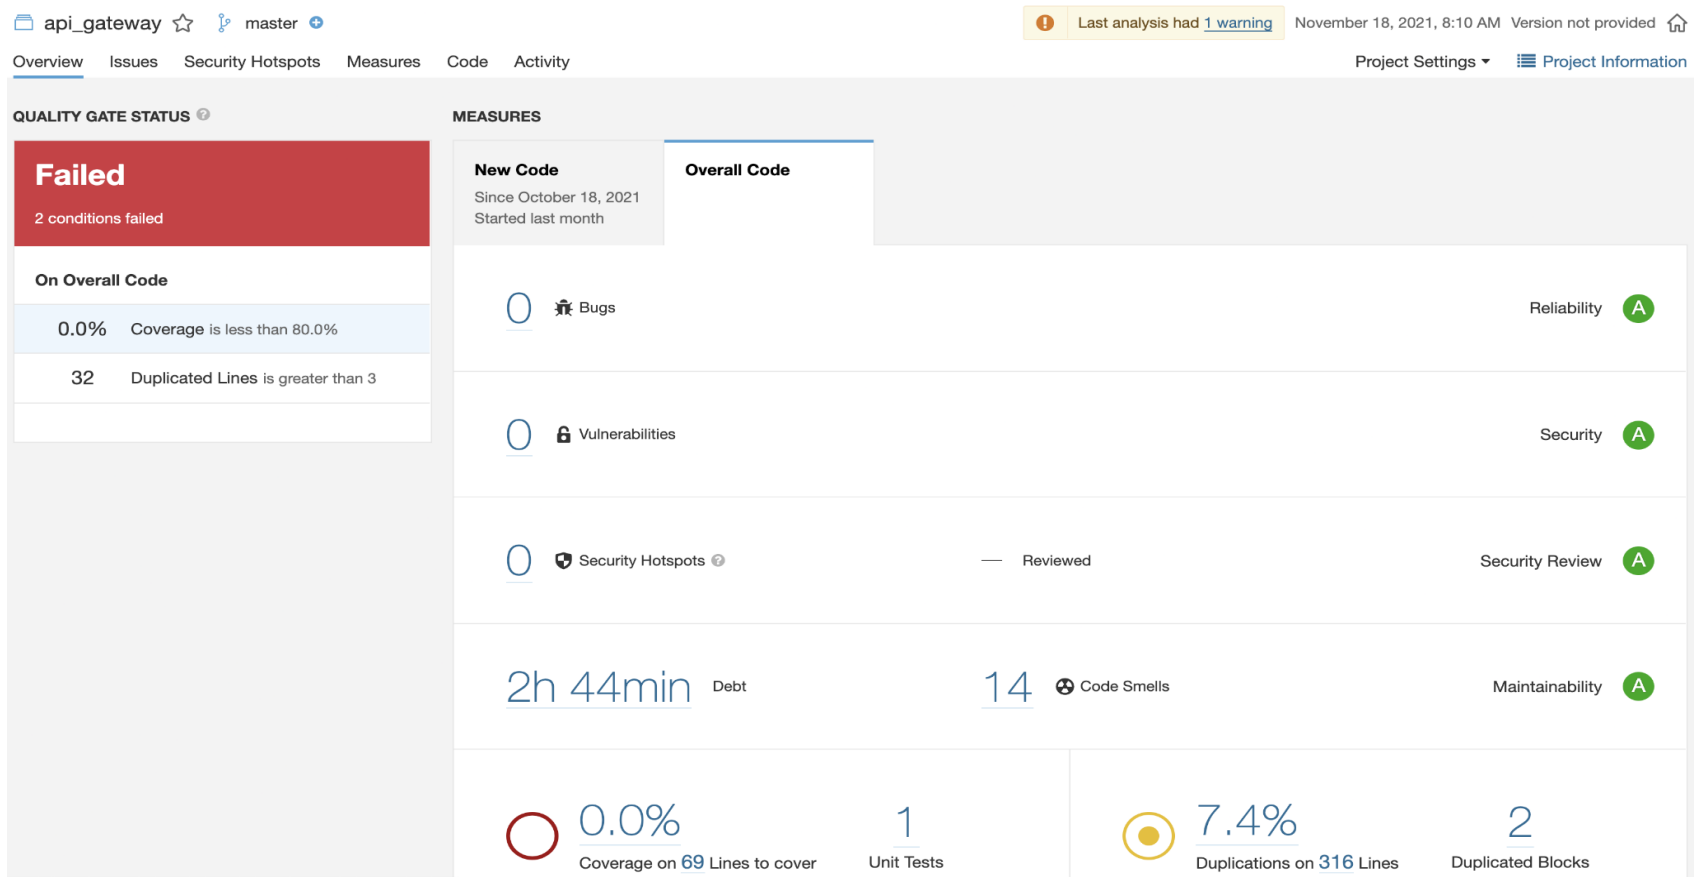 api_gateway master
Last analysis had 1 warning November 18, 2021, 8:10 AM Version not provided
Overview Issues Security Hotspots Measures Code Activity
Project Settings Project Information
QUALITY GATE STATUS ?
Failed
2 conditions failed
On Overall Code
0.0% Coverage is less than 80.0%
32 Duplicated Lines is greater than 3
MEASURES
New Code
Since October 18, 2021
Started last month
Overall Code
0 Bugs Reliability A
0 Vulnerabilities Security A
0 Security Hotspots ? — Reviewed Security Review A
2h 44min Debt 14 Code Smells Maintainability A
0.0%
Coverage on 69 Lines to cover
1
Unit Tests
7.4%
Duplications on 316 Lines
2
Duplicated Blocks